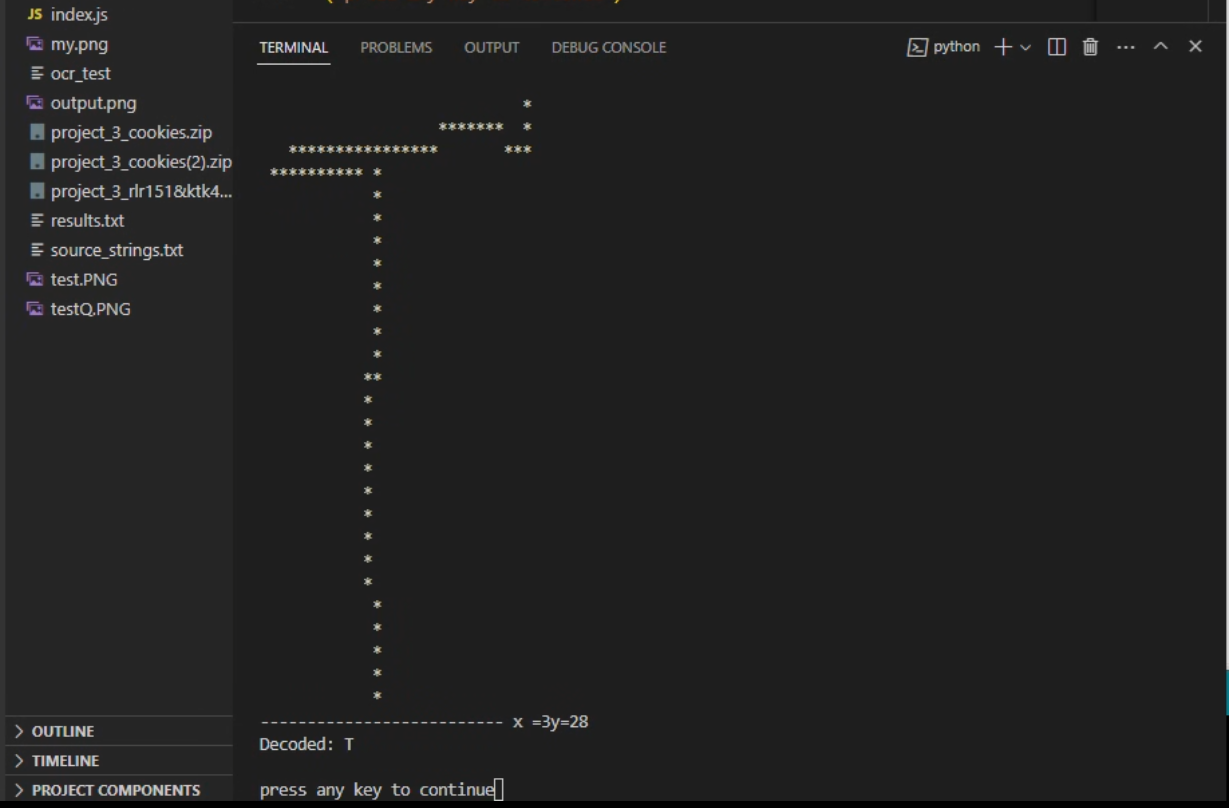 JS index.js
my.png
ocr_test
output.png
project_3_cookies.zip
project_3_cookies(2).zip
project_3_rlr151&ktk4...
results.txt
source_strings.txt
test.PNG
testQ.PNG
OUTLINE
TIMELINE
PROJECT COMPONENTS
TERMINAL PROBLEMS OUTPUT DEBUG CONSOLE python
*
******* *
**************** ***
********** *
*
*
*
*
*
*
*
*
**
*
*
*
*
*
*
*
*
*
*
*
*
*
*
-------------------------- x =3y=28
Decoded: T
press any key to continue